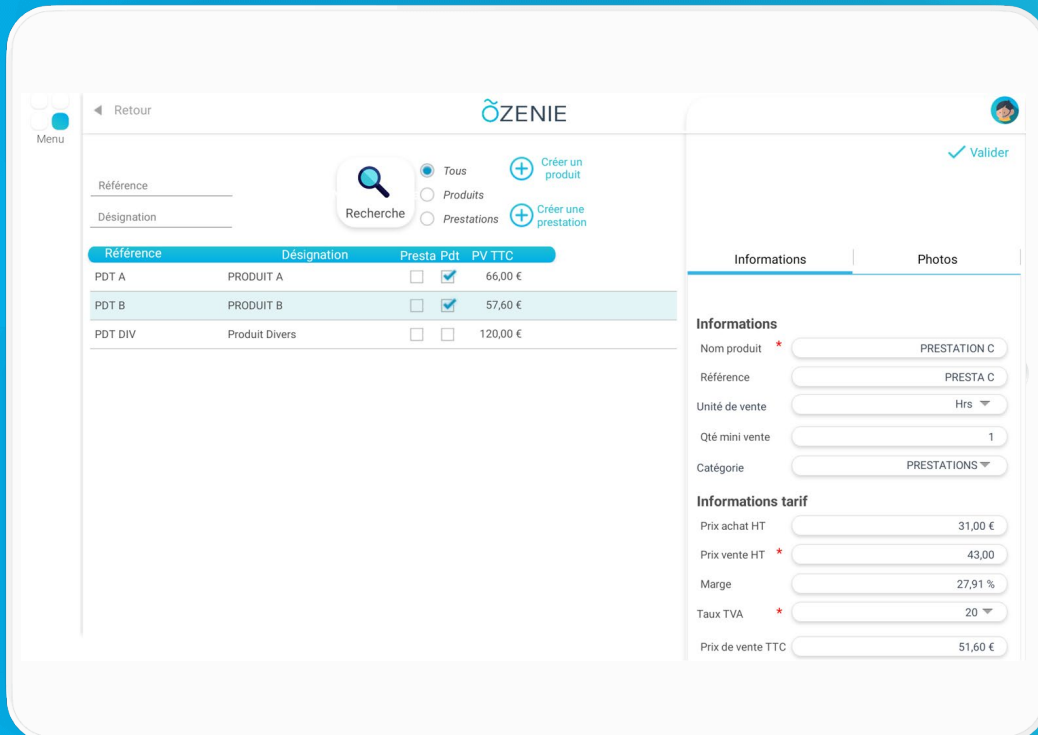 Menu
Retour
ÕZENIE
Valider
Référence
Désignation
Recherche
Tous
Produits
Prestations
Créer un
produit
Créer une
prestation
Référence Désignation Presta Pdt PV TTC
PDT A PRODUIT A 66,00 €
PDT B PRODUIT B 57,60 €
PDT DIV Produit Divers 120,00 €
Informations Photos
Informations
Nom produit * PRESTATION C
Référence PRESTA C
Unité de vente Hrs
Qté mini vente 1
Catégorie PRESTATIONS
Informations tarif
Prix achat HT 31,00 €
Prix vente HT * 43,00
Marge 27,91 %
Taux TVA * 20
Prix de vente TTC 51,60 €